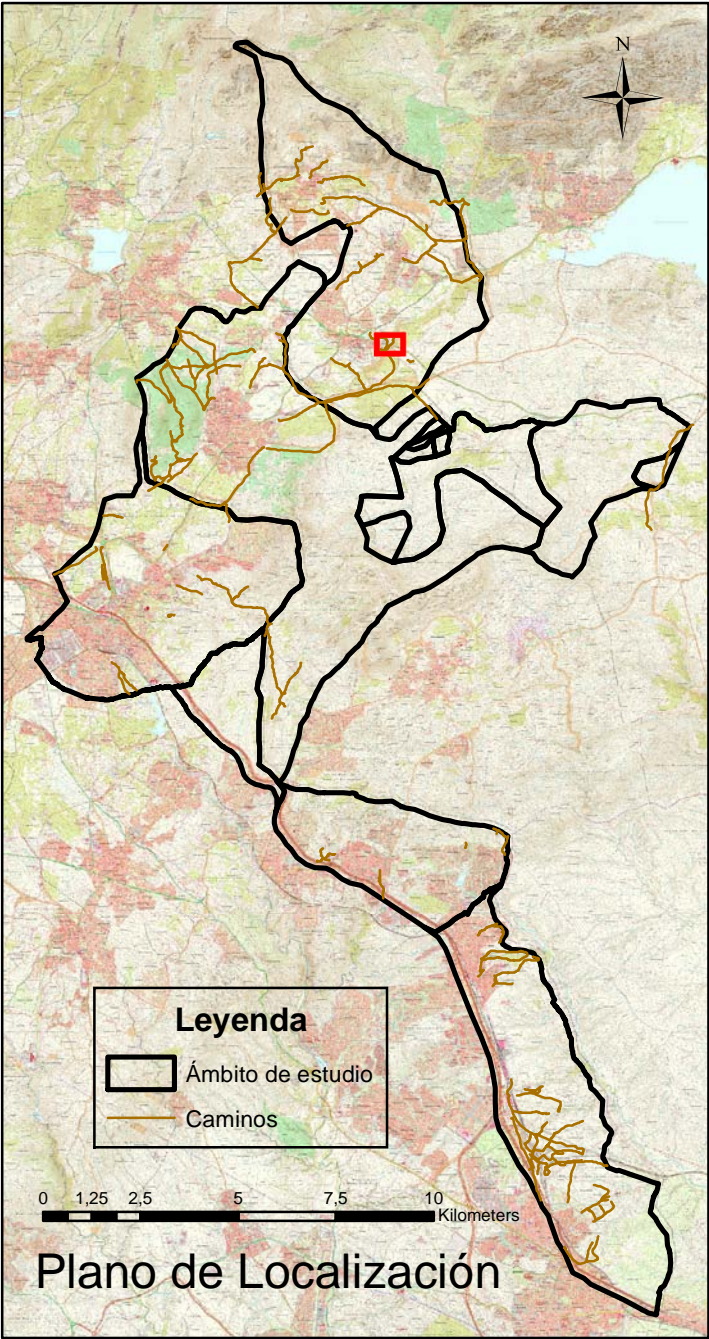 N
Leyenda
Ámbito de estudio
Caminos
0 1,25 2,5 5 7,5 10
Kilometers
Plano de Localización